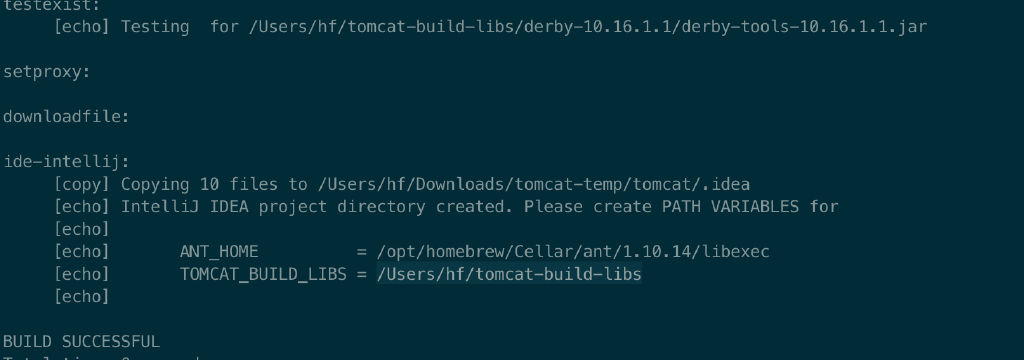 testexist:
[echo] Testing  for /Users/hf/tomcat-build-libs/derby-10.16.1.1/derby-tools-10.16.1.1.jar
setproxy:
downloadfile:
ide-intellij:
[copy] Copying 10 files to /Users/hf/Downloads/tomcat-temp/tomcat/.idea
[echo] IntelliJ IDEA project directory created. Please create PATH VARIABLES for
[echo]
[echo]       ANT_HOME          = /opt/homebrew/Cellar/ant/1.10.14/libexec
[echo]       TOMCAT_BUILD_LIBS = /Users/hf/tomcat-build-libs
[echo]
BUILD SUCCESSFUL